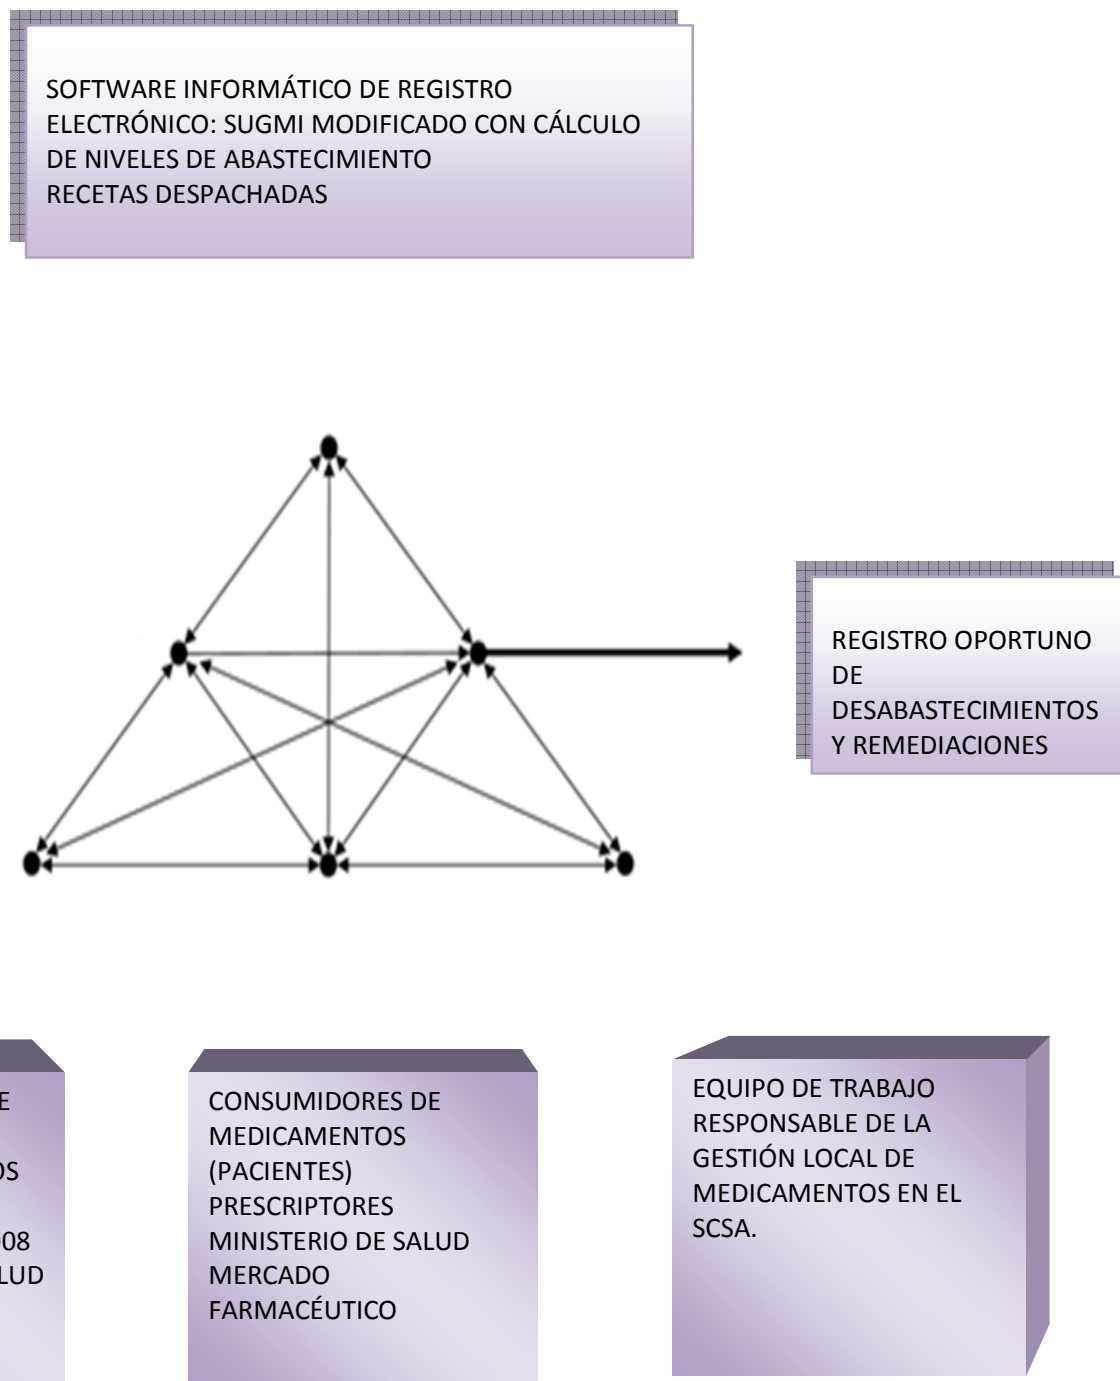 SOFTWARE INFORMÁTICO DE REGISTRO
ELECTRÓNICO: SUGMI MODIFICADO CON CÁLCULO
DE NIVELES DE ABASTECIMIENTO
RECETAS DESPACHADAS
REGISTRO OPORTUNO
DE
DESABASTECIMIENTOS
Y REMEDIACIONES
CONSUMIDORES DE
MEDICAMENTOS
(PACIENTES)
PRESCRIPTORES
MINISTERIO DE SALUD
MERCADO
FARMACÉUTICO
EQUIPO DE TRABAJO
RESPONSABLE DE LA
GESTIÓN LOCAL DE
MEDICAMENTOS EN EL
SCSA.